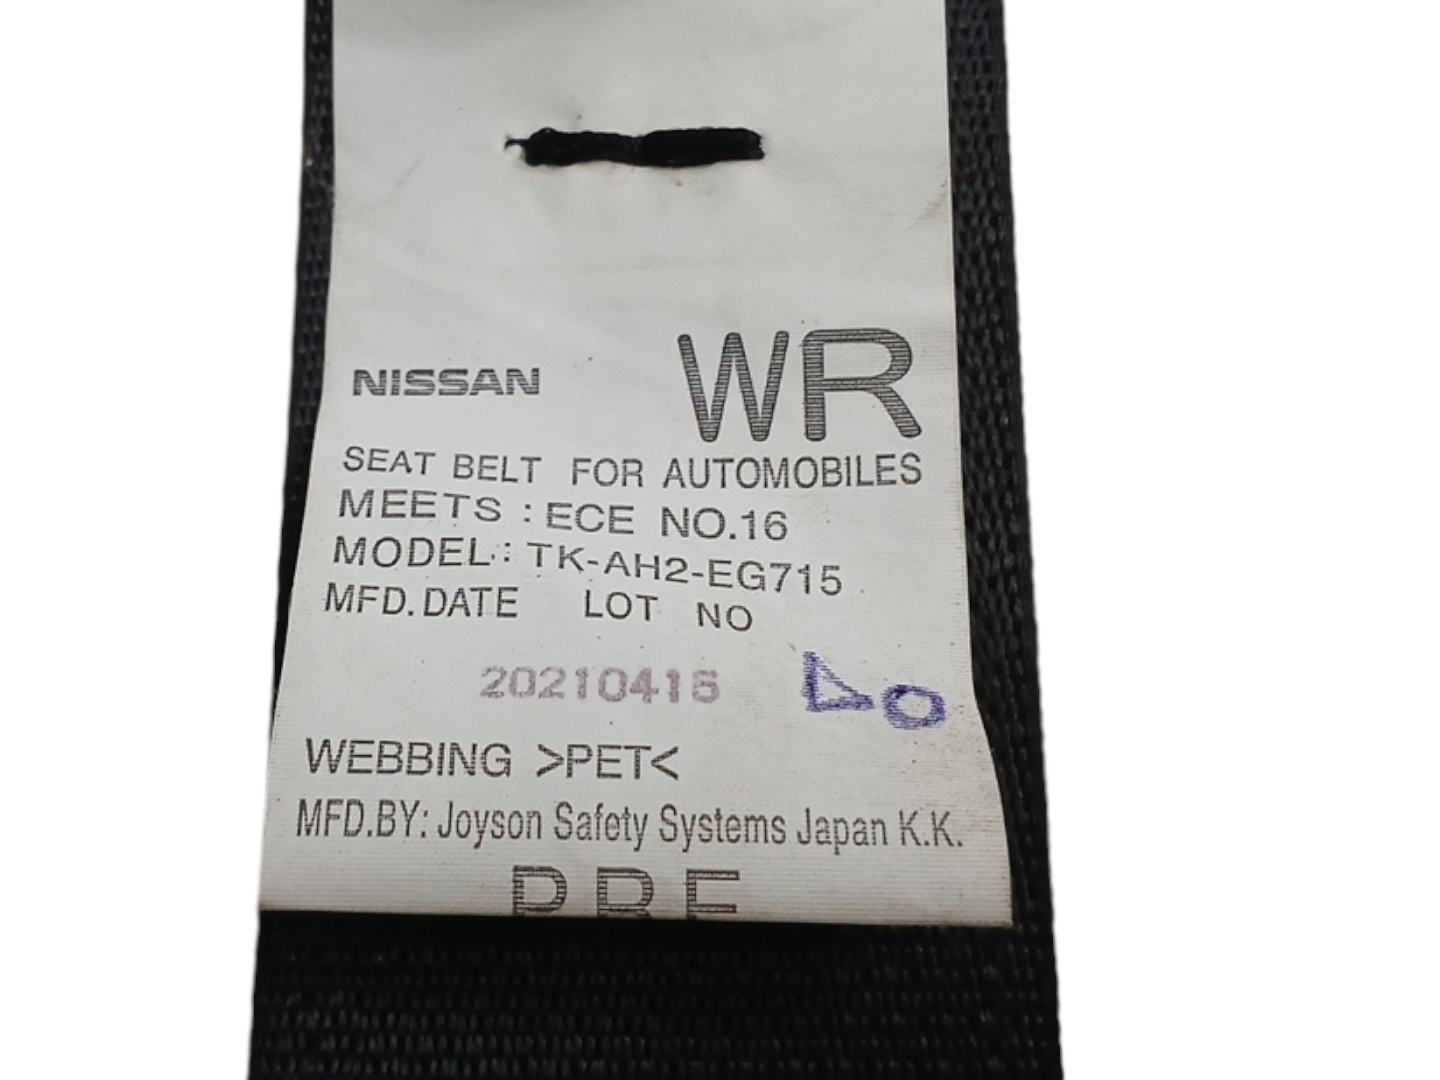 WR
NISSAN
SEAT BELT FOR AUTOMOBILES
MEETS : ECE NO.16
MODEL : TK-AH2-EG715
MFD. DATE LOT NO
20210416
WEBBING >PET<
MFD.BY: Joyson Safety Systems Japan K.K.